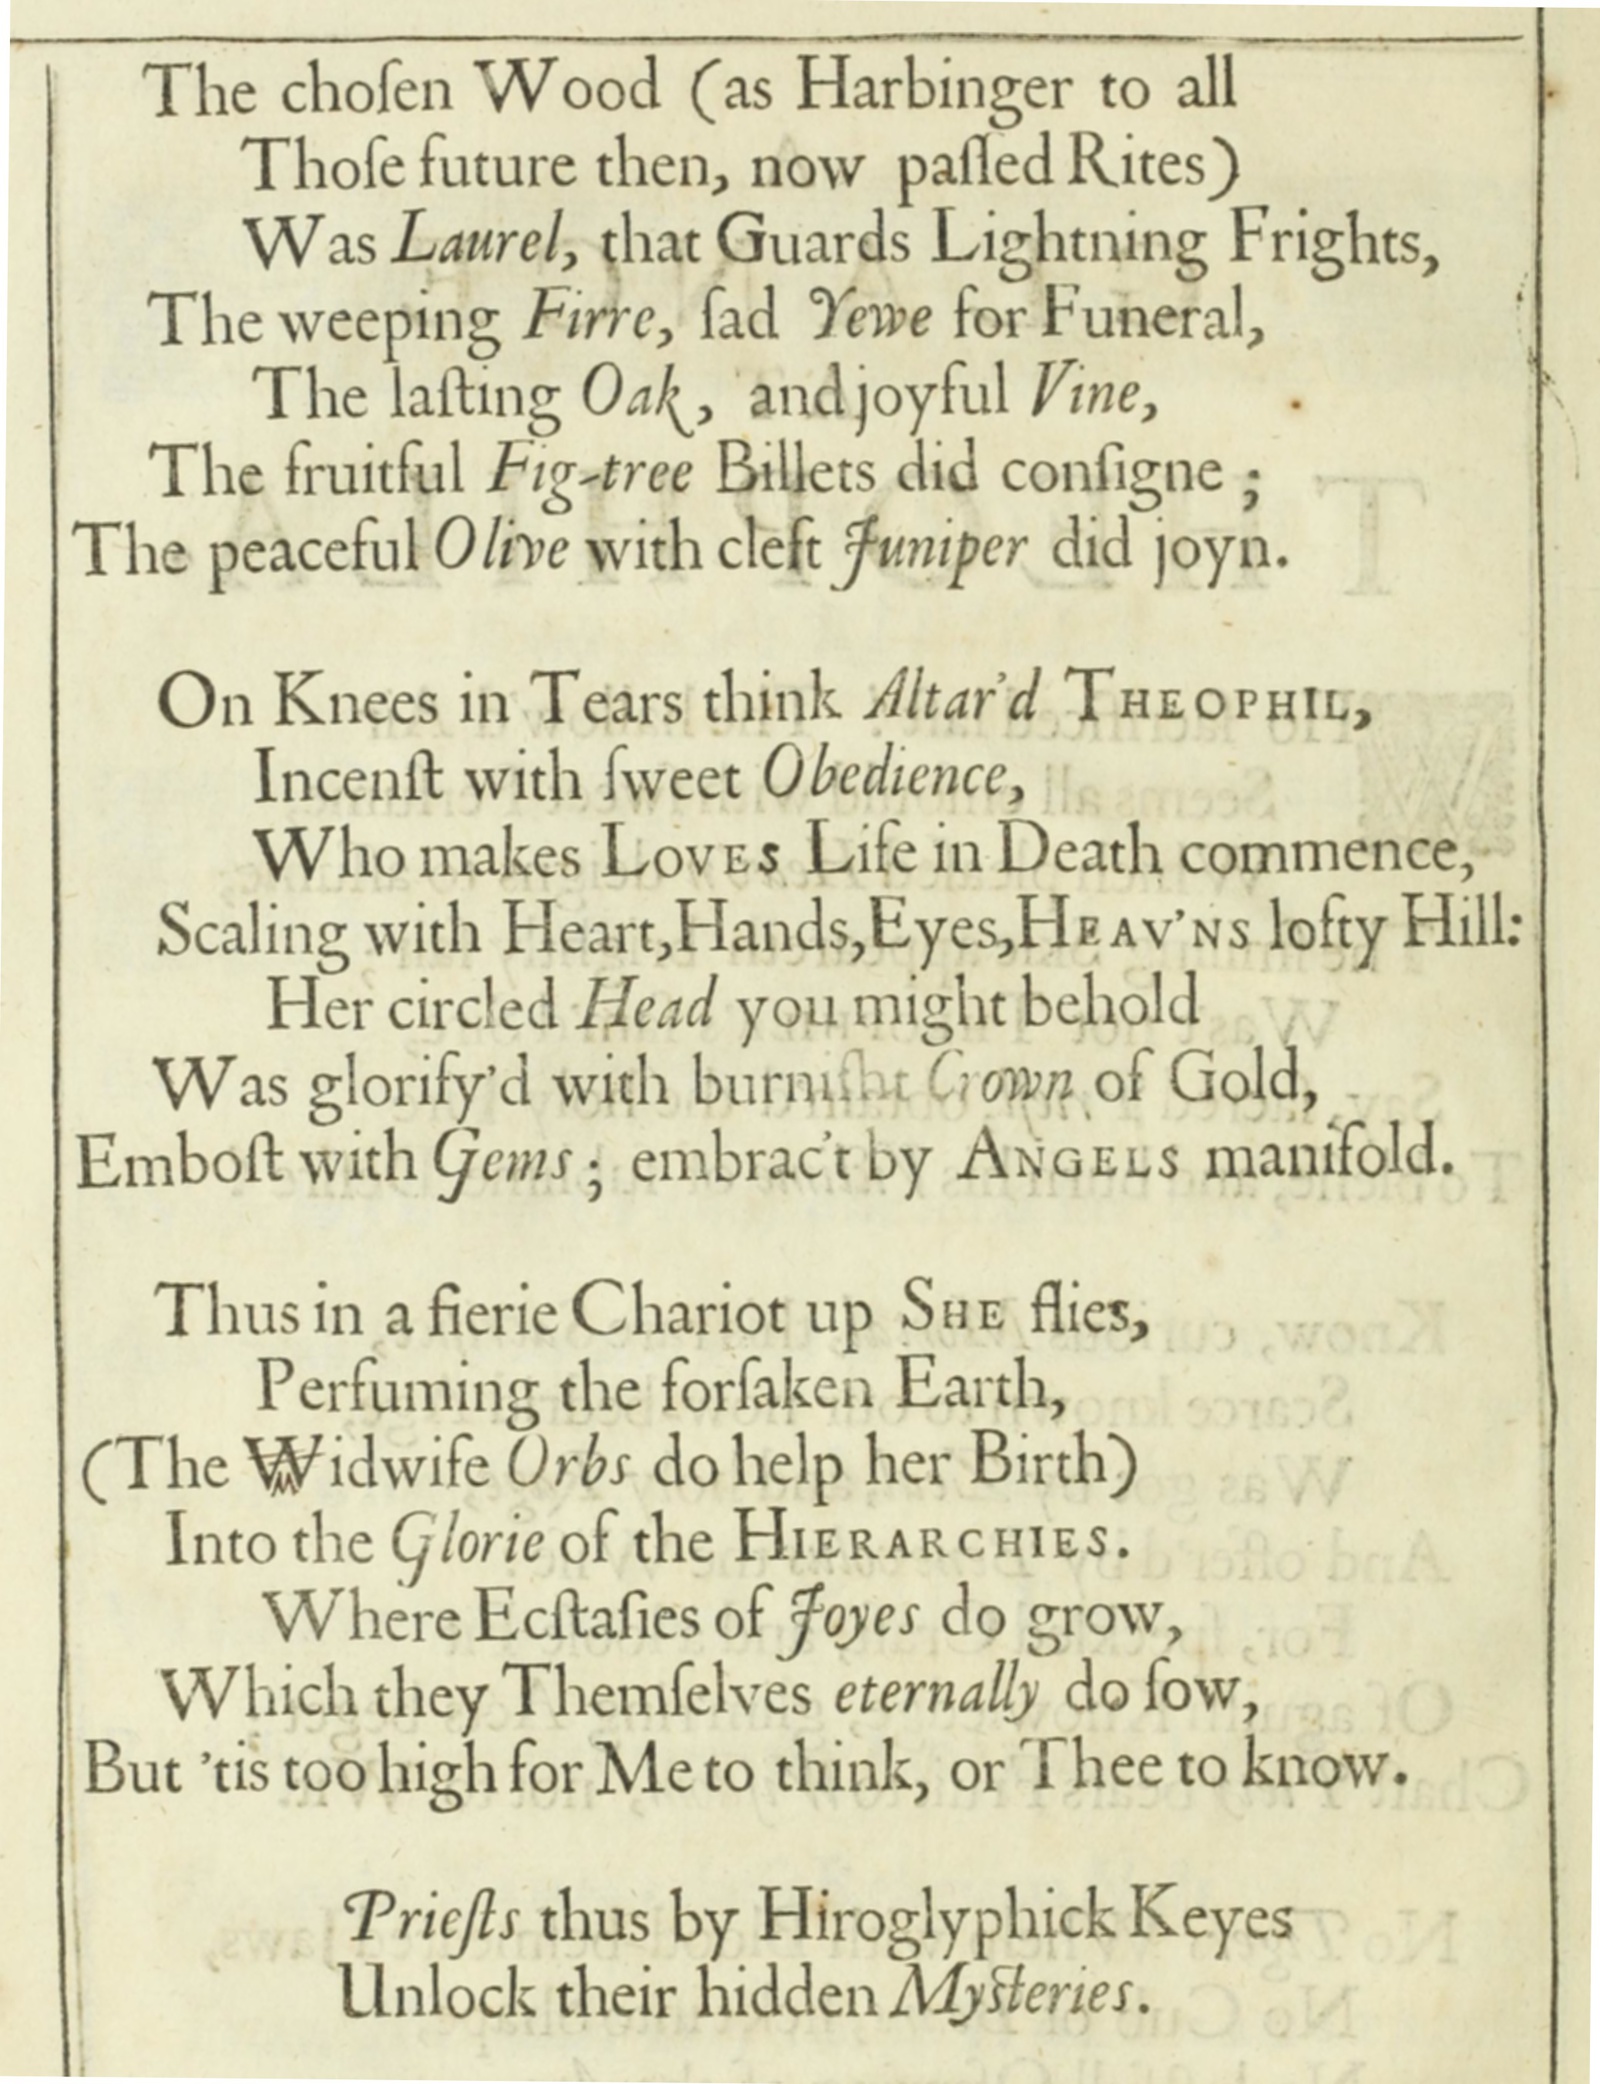 The choſen Wood (as Harbinger to all
Thoſe future then, now paſſed Rites)
Was Laurel, that Guards Lightning Frights,
The weeping Firre, ſad Yewe for Funeral,
The laſting Oak, and joyful Vine,
The fruitful Fig-tree Billets did conſigne ;
The peaceful Olive with cleft Juniper did joyn.
On Knees in Tears think Altar'd THEOPHIL,
Incenſt with ſweet Obedience,
Who makes LOVES Life in Death commence,
Scaling with Heart,Hands,Eyes,HEAV'NS lofty Hill:
Her circled Head you might behold
Was glorify'd with burniſht Crown of Gold,
Emboſt with Gems ; embrac't by ANGELS manifold.
Thus in a fierie Chariot up SHE flies,
Perfuming the forſaken Earth,
(The Widwife Orbs do help her Birth)
Into the Glorie of the HIERARCHIES.
Where Ecſtaſies of Joyes do grow,
Which they Themſelves eternally do ſow,
But 'tis too high for Me to think, or Thee to know.
Prieſts thus by Hiroglyphick Keyes
Unlock their hidden Myſteries.